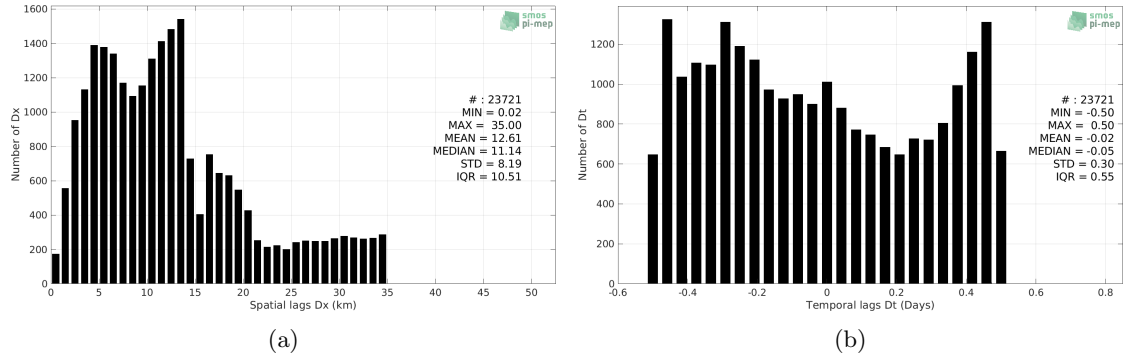 1600
1400
1200
1000
800
600
400
200
0
Number of Dx
smos
pi-mep
# : 23721
MIN = 0.02
MAX = 35.00
MEAN = 12.61
MEDIAN = 11.14
STD = 8.19
IQR = 10.51
0 5 10 15 20 25 30 35 40 45 50
Spatial lags Dx (km)
(a)
1200
1000
800
600
400
200
0
Number of Dt
smos
pi-mep
# : 23721
MIN = -0.50
MAX = 0.50
MEAN = -0.02
MEDIAN = -0.05
STD = 0.30
IQR = 0.55
-0.6 -0.4 -0.2 0 0.2 0.4 0.6 0.8
Temporal lags Dt (Days)
(b)